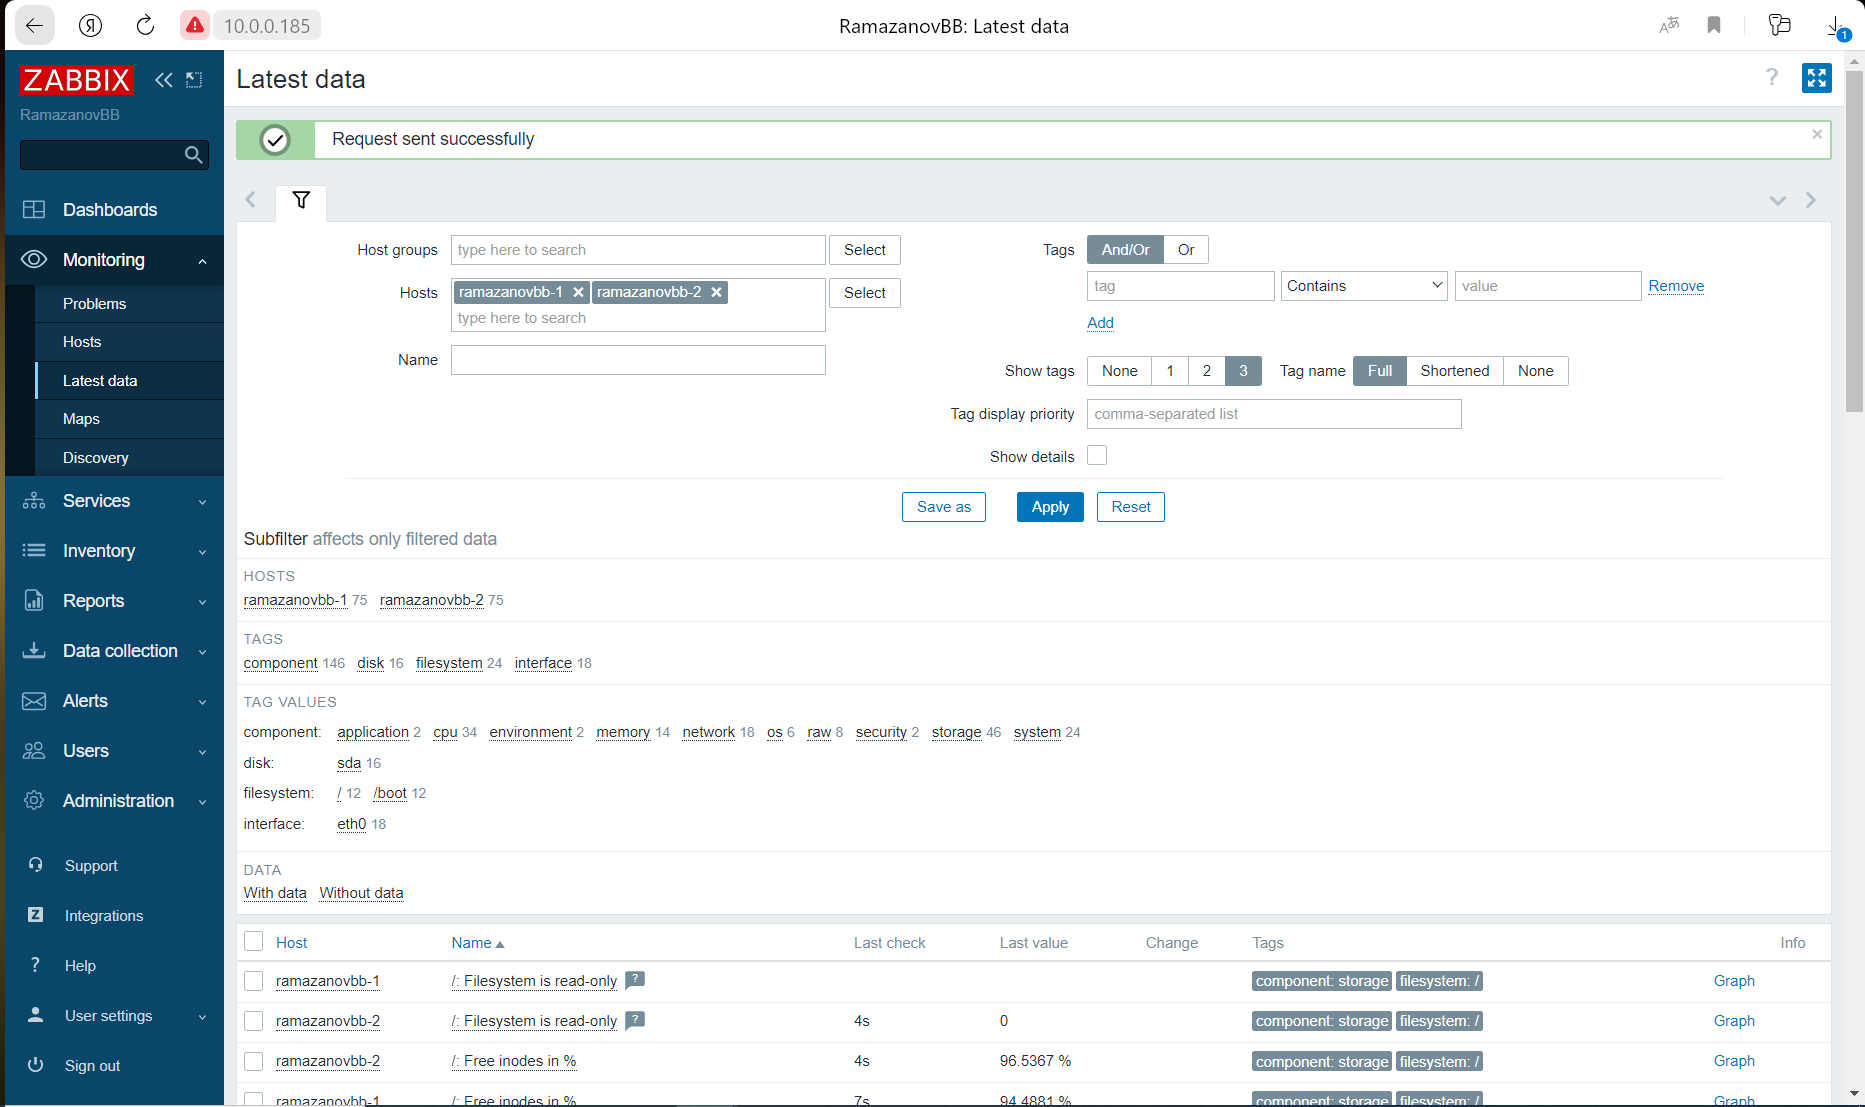 Я
10.0.0.185
RamazanovBB: Latest data
1
ZABBIX
RamazanovBB
Dashboards
Monitoring
Problems
Hosts
Latest data
Maps
Discovery
Services
Inventory
Reports
Data collection
Alerts
Users
Administration
Support
Z Integrations
? Help
User settings
Sign out
Latest data
?
Request sent successfully
Host groups type here to search Select
Hosts ramazanovbb-1 ramazanovbb-2 Select
type here to search
Name
Tags And/Or Or
tag Contains value Remove
Add
Show tags None 1 2 3 Tag name Full Shortened None
Tag display priority comma-separated list
Show details
Save as Apply Reset
Subfilter affects only filtered data
HOSTS
ramazanovbb-1 75 ramazanovbb-2 75
TAGS
component 146 disk 16 filesystem 24 interface 18
TAG VALUES
component: application 2 cpu 34 environment 2 memory 14 network 18 os 6 raw 8 security 2 storage 46 system 24
disk: sda 16
filesystem: / 12 /boot 12
interface: eth0 18
DATA
With data Without data
Host Name Last check Last value Change Tags Info
ramazanovbb-1 /: Filesystem is read-only ? component: storage filesystem: / Graph
ramazanovbb-2 /: Filesystem is read-only ? 4s 0 component: storage filesystem: / Graph
ramazanovbb-2 /: Free inodes in % 4s 96.5367 % component: storage filesystem: / Graph
ramazanovbb-1 /: Free inodes in % 7s 94.4881 % component: storage filesystem: / Graph